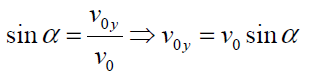 sin α = v₀y / v₀ ⇒ v₀y = v₀ sin α